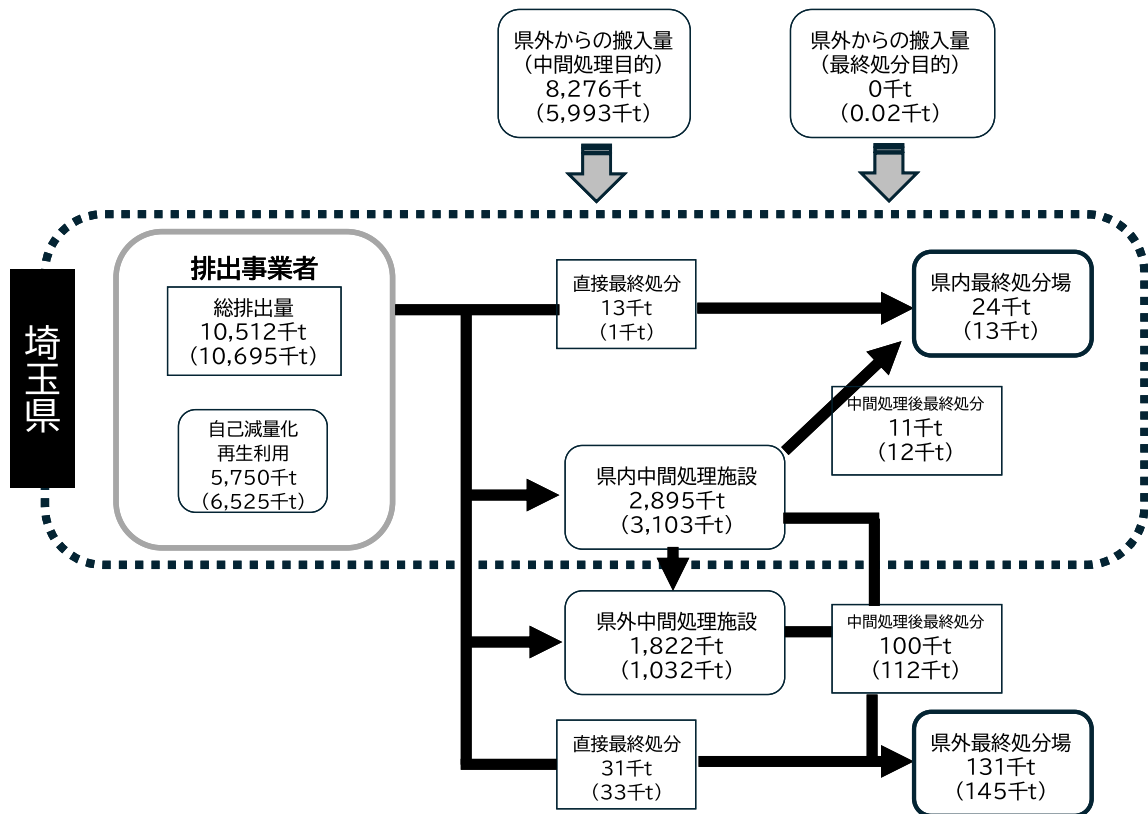 県外からの搬入量
（中間処理目的）
8,276千t
（5,993千t）
県外からの搬入量
（最終処分目的）
0千t
（0.02千t）
埼玉県
排出事業者
総排出量
10,512千t
（10,695千t）
自己減量化
再生利用
5,750千t
（6,525千t）
直接最終処分
13千t
（1千t）
県内最終処分場
24千t
（13千t）
中間処理後最終処分
11千t
（12千t）
県内中間処理施設
2,895千t
（3,103千t）
県外中間処理施設
1,822千t
（1,032千t）
中間処理後最終処分
100千t
（112千t）
直接最終処分
31千t
（33千t）
県外最終処分場
131千t
（145千t）